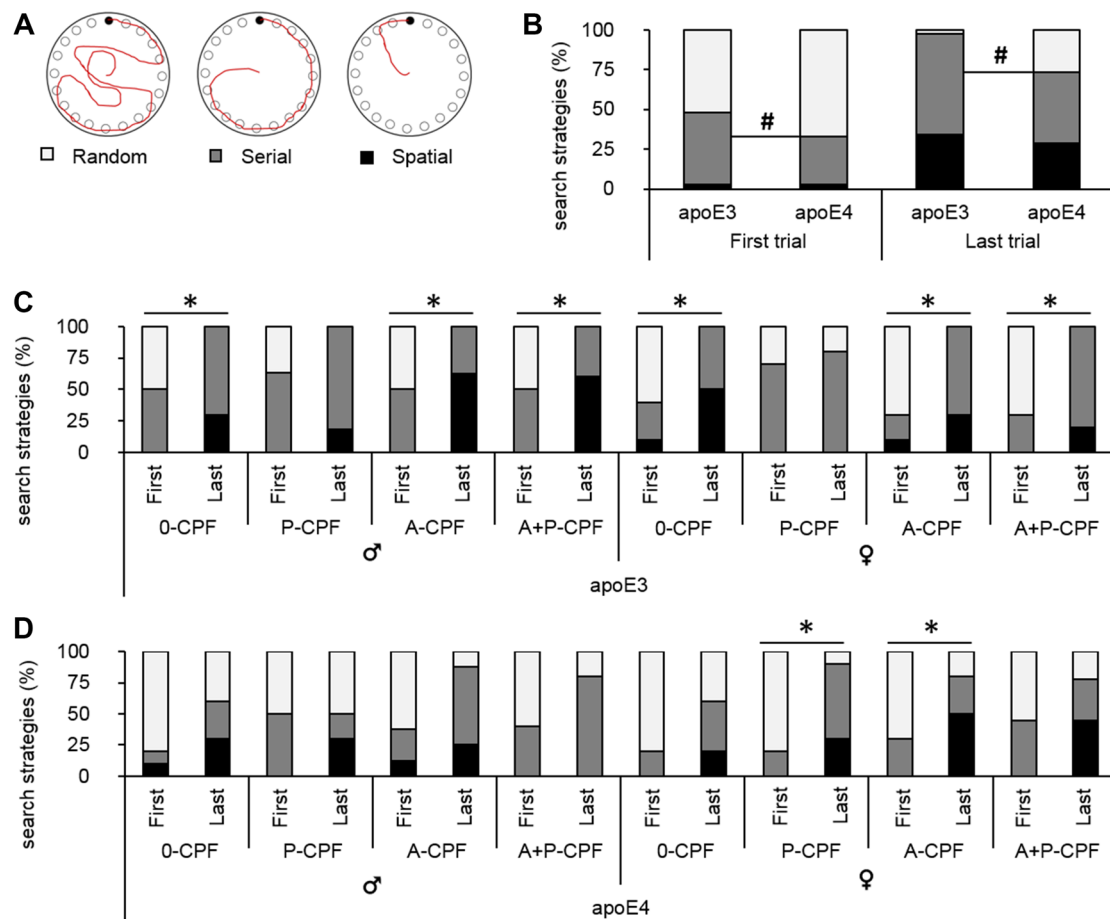 A
Random Serial Spatial
B
search strategies (%)
100
75
50
25
0
#
#
apoE3 apoE4 apoE3 apoE4
First trial Last trial
C
* * * * * *
search strategies (%)
100
75
50
25
0
First Last First Last First Last First Last First Last First Last First Last First Last
0-CPF P-CPF A-CPF A+P-CPF 0-CPF P-CPF A-CPF A+P-CPF
♂ ♀
apoE3
D
* *
search strategies (%)
100
75
50
25
0
First Last First Last First Last First Last First Last First Last First Last First Last
0-CPF P-CPF A-CPF A+P-CPF 0-CPF P-CPF A-CPF A+P-CPF
♂ ♀
apoE4